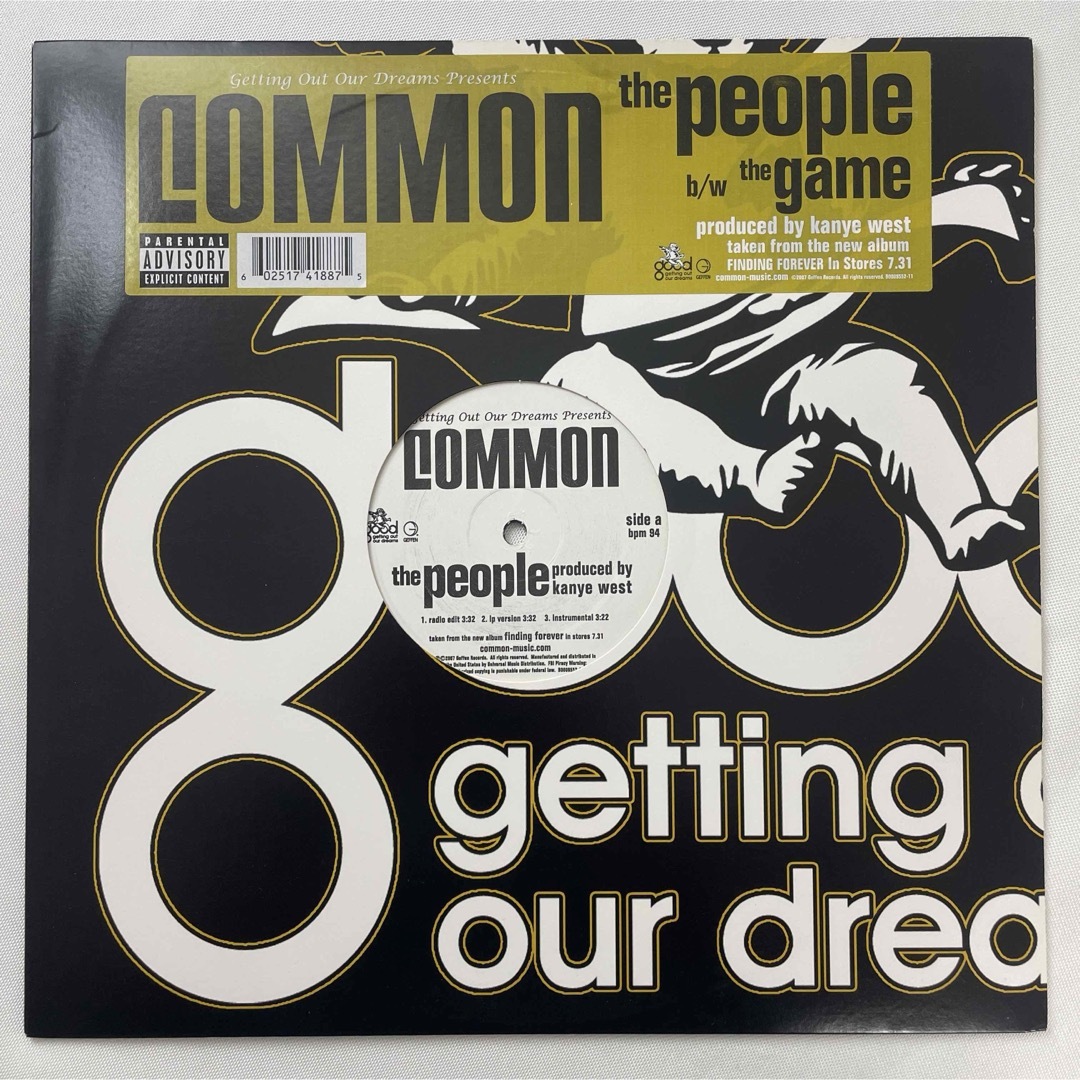 Getting Out Our Dreams Presents
COMMON
the people
b/w the game
produced by kanye west
taken from the new album
FINDING FOREVER In Stores 7.31
common-music.com ©2007 Geffen Records. All rights reserved.
good
getting out
our dreams
G
GEFFEN
PARENTAL
ADVISORY
EXPLICIT CONTENT
6 02517 41887 5
etting Out Our Dreams Presents
COMMON
side a
bpm 94
good
getting out
our dreams
G
GEFFEN
the people produced by
kanye west
1. radio edit 3:32 2. lp version 3:32 3. instrumental 3:22
taken from the new album finding forever in stores 7.31
common-music.com
©2007 Geffen Records. All rights reserved. Manufactured and distributed in
United States by Universal Music Distribution. FBI Piracy Warning:
copying is punishable under federal law.
goo
getting
our drea